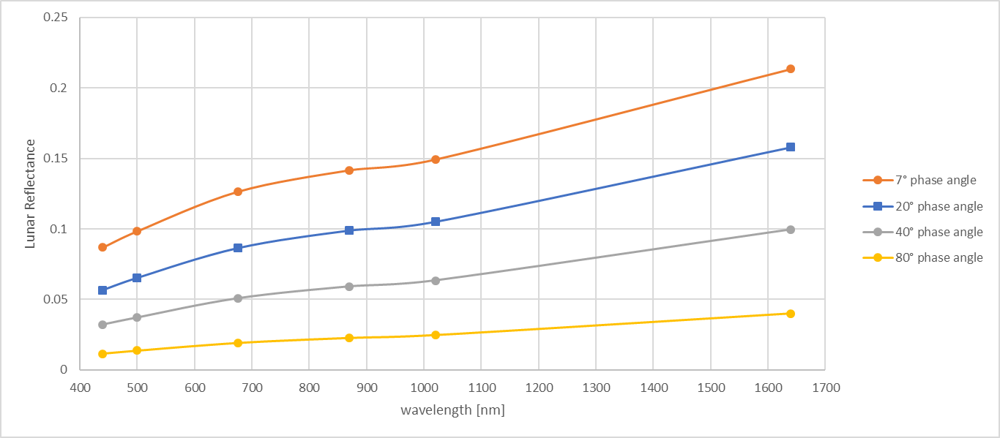 0.25
0.2
0.15
0.1
0.05
0
Lunar Reflectance
400 500 600 700 800 900 1000 1100 1200 1300 1400 1500 1600 1700
wavelength [nm]
7° phase angle
20° phase angle
40° phase angle
80° phase angle